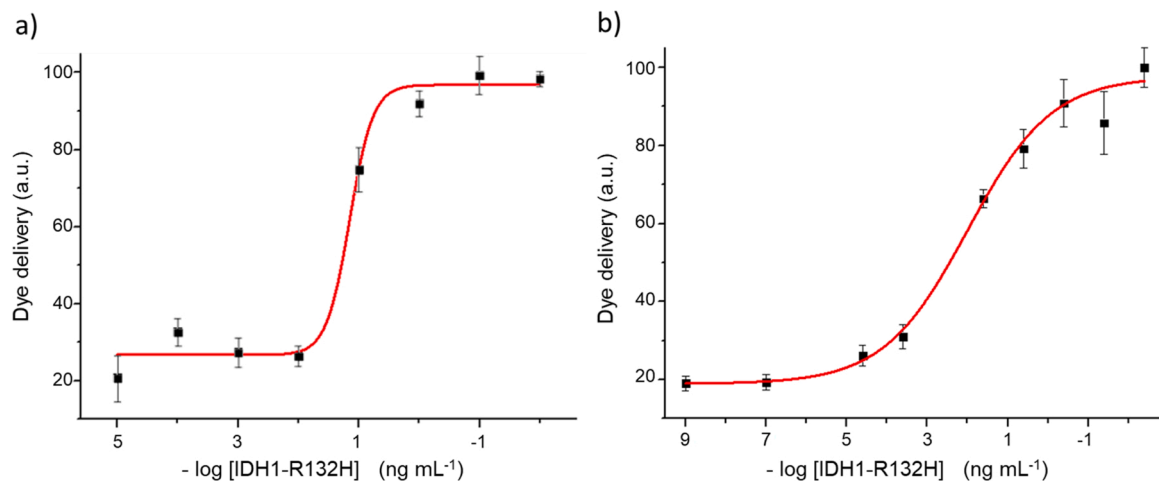 a)
100
80
60
40
20
Dye delivery (a.u.)
5 3 1 -1
- log [IDH1-R132H] (ng mL⁻¹)
b)
100
80
60
40
20
Dye delivery (a.u.)
9 7 5 3 1 -1
- log [IDH1-R132H] (ng mL⁻¹)